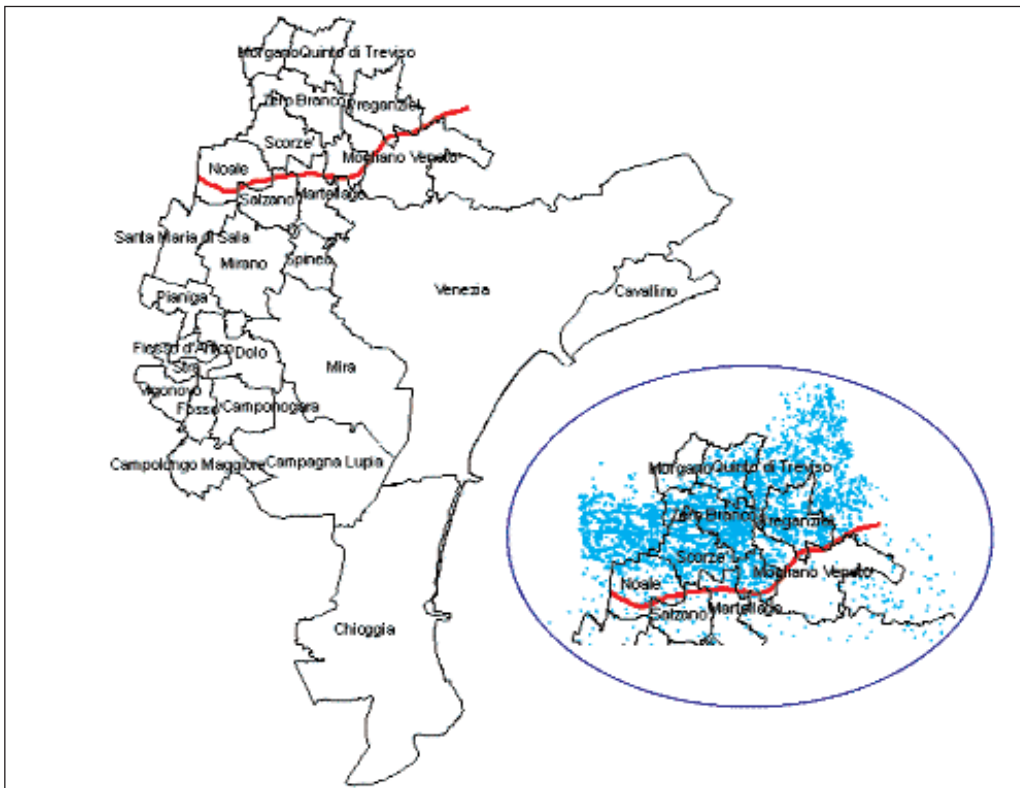 Morgano Quinto di Treviso
Zero Branco Preganziel
Scorze'
Mogliano Veneto
Noale
Salzano Martellago
Santa Maria di Sala
Mirano
Spinea
Venezia
Cavallino
Pianiga
Fiesso d'Artico
Dolo
Stra
Mira
Vigonovo
Fosso' Camponogara
Campolongo Maggiore
Campagna Lupia
Chioggia
Morgano Quinto di Treviso
Zero Branco Preganziel
Scorze'
Mogliano Veneto
Noale
Salzano Martellago